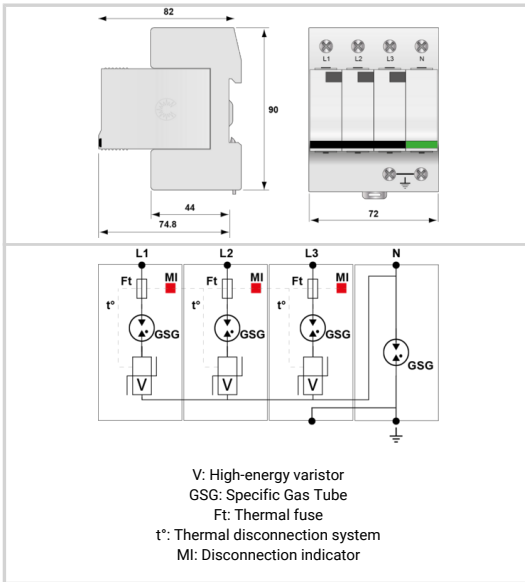 82
L1 L2 L3 N
90
44
74.8
72
L1 L2 L3 N
Ft MI Ft MI Ft MI
t° t° t°
GSG GSG GSG
GSG
V V V
V: High-energy varistor
GSG: Specific Gas Tube
Ft: Thermal fuse
t°: Thermal disconnection system
MI: Disconnection indicator